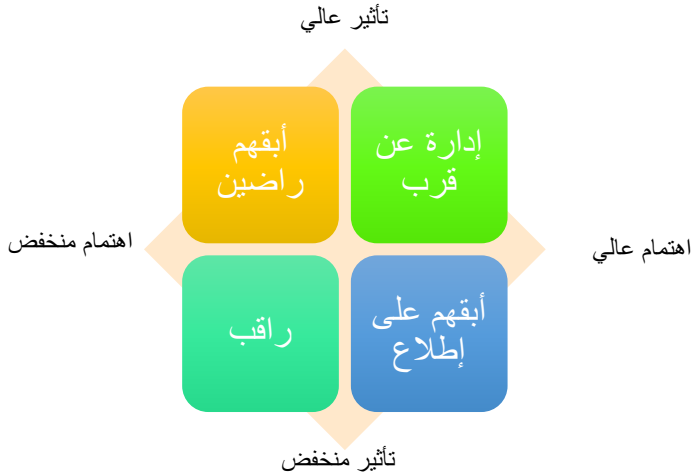 تأثير عالي
إدارة عن
قرب
أبقهم
راضين
اهتمام عالي
اهتمام منخفض
أبقهم على
إطلاع
راقب
تأثير منخفض